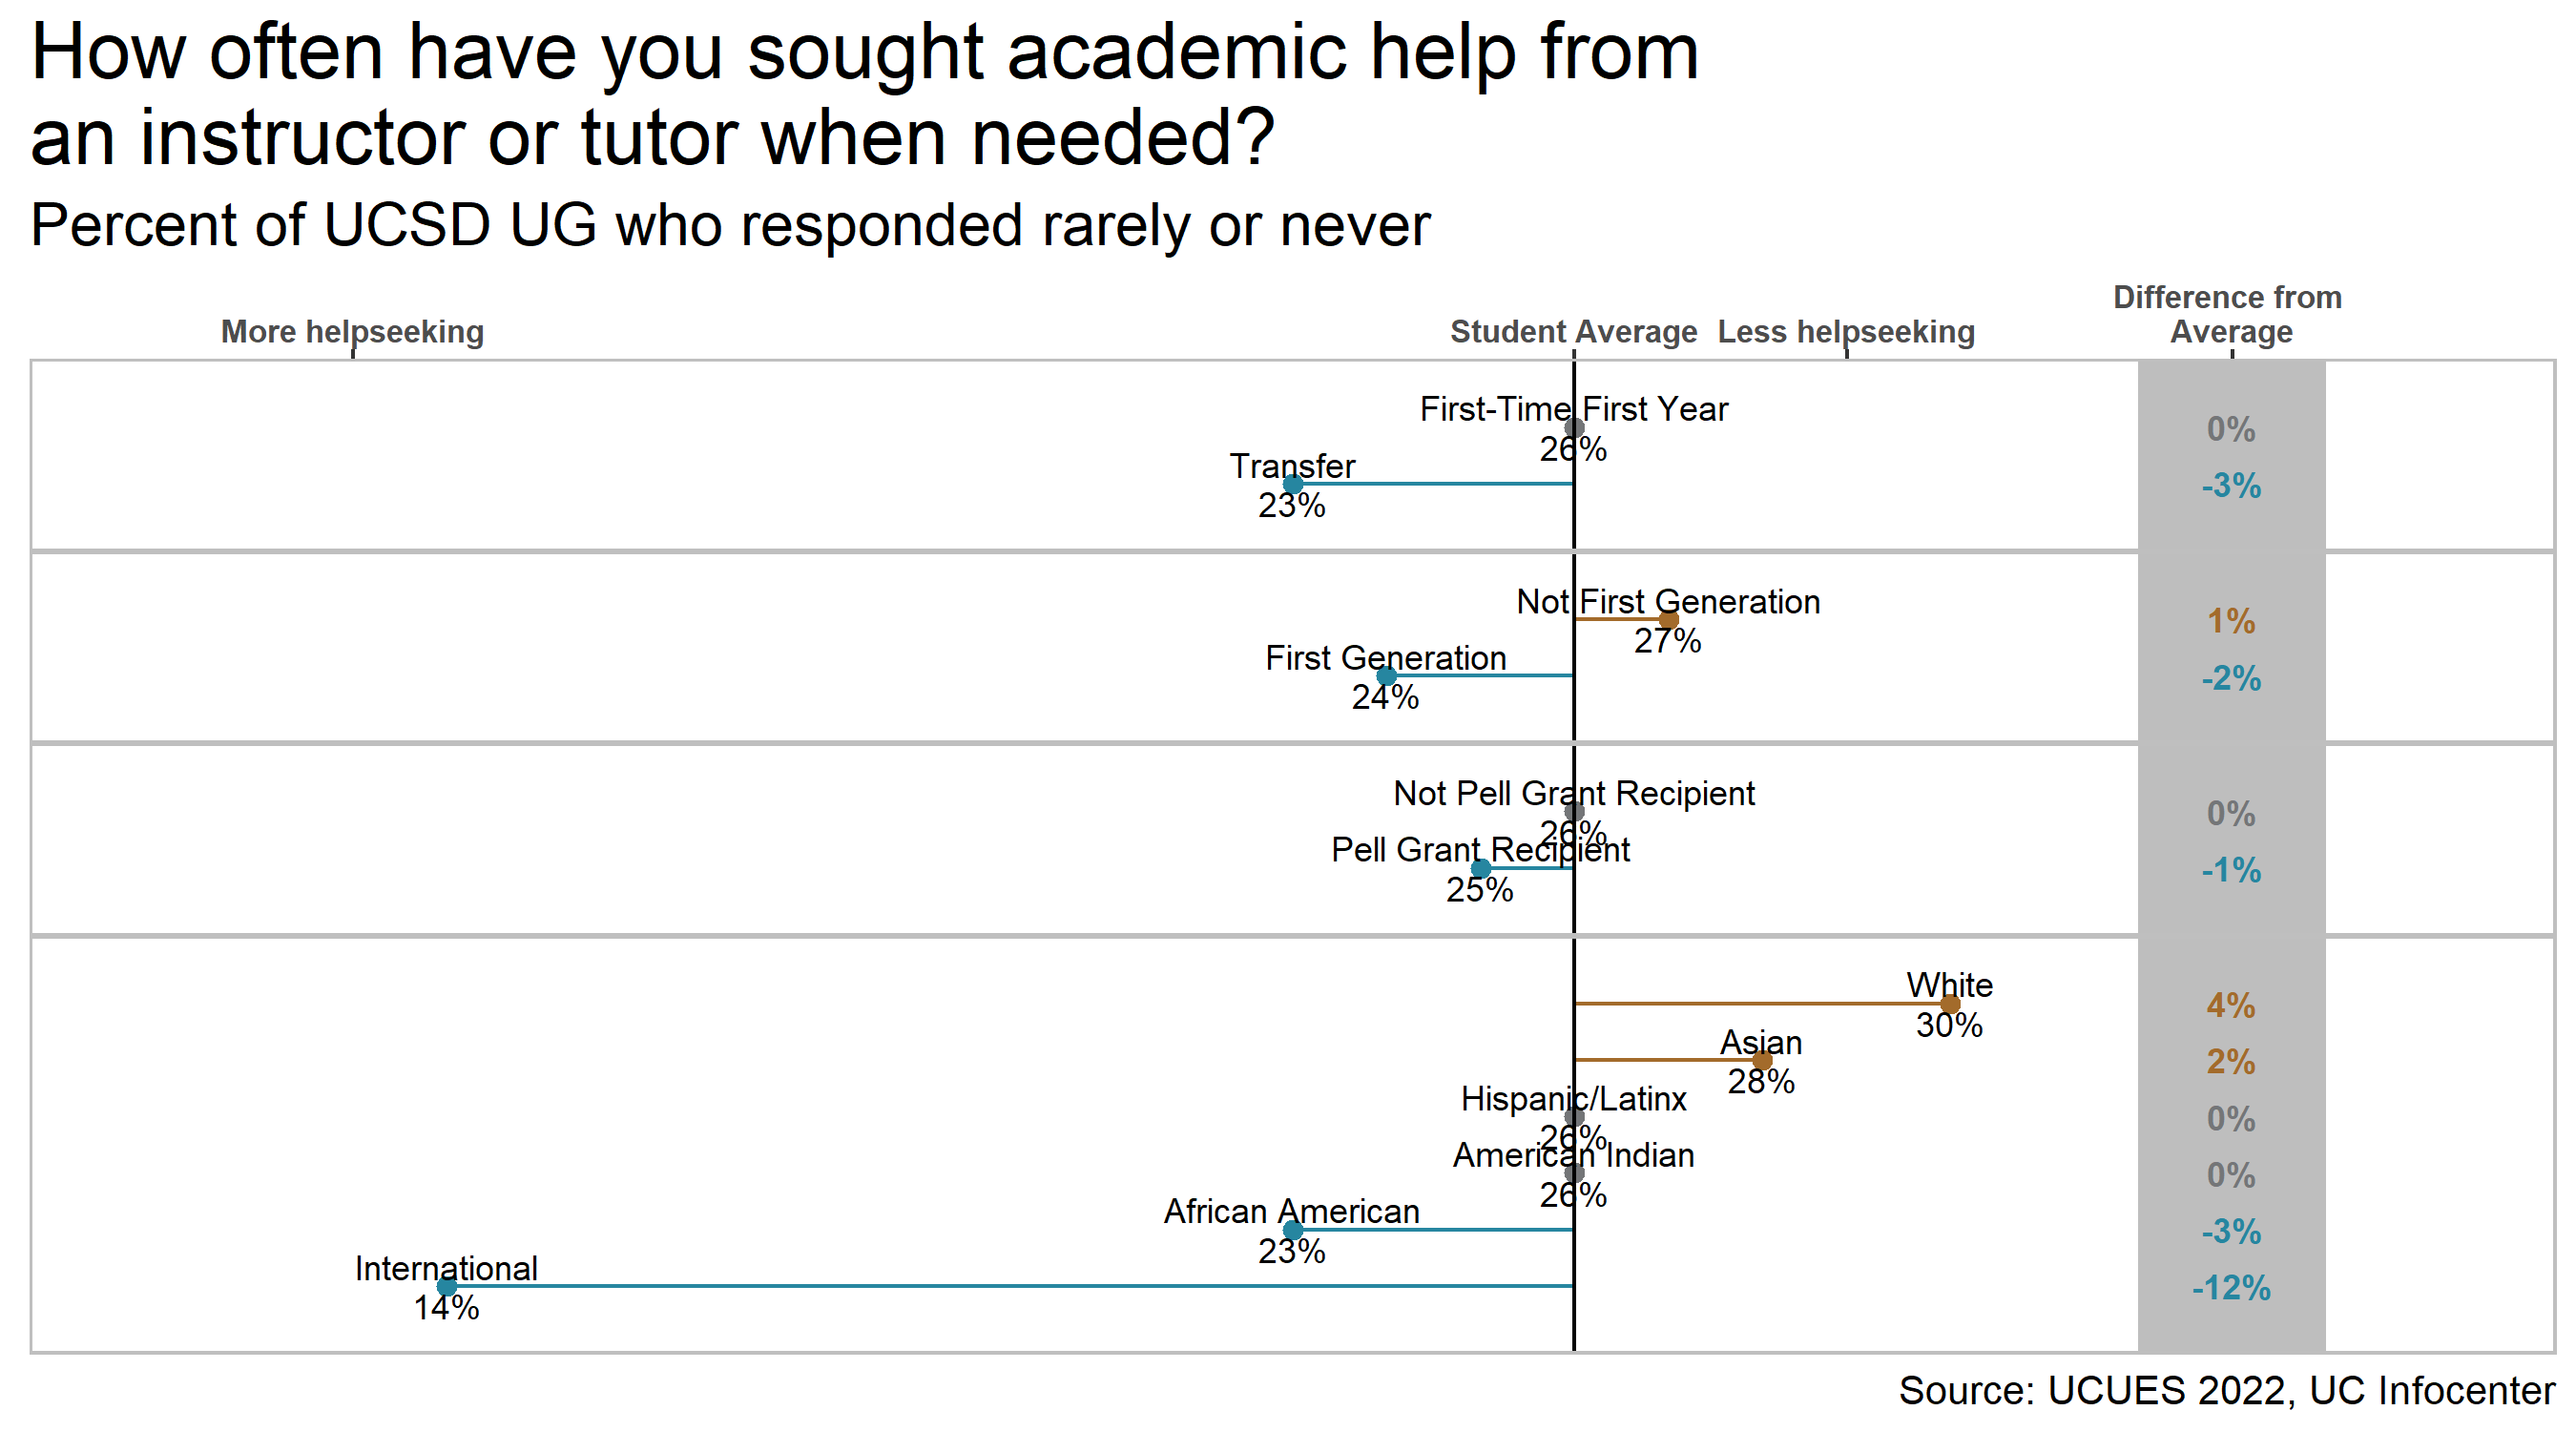 How often have you sought academic help from
an instructor or tutor when needed?
Percent of UCSD UG who responded rarely or never
More helpseeking
Student Average
Less helpseeking
Difference from
Average
First-Time First Year
26%
0%
Transfer
23%
-3%
Not First Generation
27%
1%
First Generation
24%
-2%
Not Pell Grant Recipient
26%
0%
Pell Grant Recipient
25%
-1%
White
30%
4%
Asian
28%
2%
Hispanic/Latinx
26%
0%
American Indian
26%
0%
African American
23%
-3%
International
14%
-12%
Source: UCUES 2022, UC Infocenter